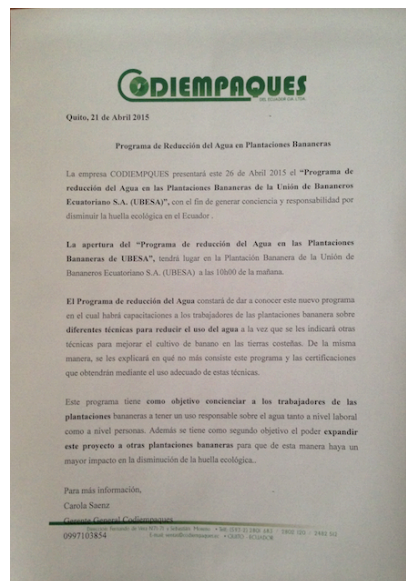 CODIEMPAQUES
DEL ECUADOR CIA. LTDA.
Quito, 21 de Abril 2015
Programa de Reducción del Agua en Plantaciones Bananeras
La empresa CODIEMPQUES presentará este 26 de Abril 2015 el “Programa de
reducción del Agua en las Plantaciones Bananeras de la Unión de Bananeros
Ecuatoriano S.A. (UBESA)”, con el fin de generar conciencia y responsabilidad por
disminuir la huella ecológica en el Ecuador .
La apertura del “Programa de reducción del Agua en las Plantaciones
Bananeras de UBESA”, tendrá lugar en la Plantación Bananera de la Unión de
Bananeros Ecuatoriano S.A. (UBESA) a las 10h00 de la mañana.
El Programa de reducción del Agua constará de dar a conocer este nuevo programa
en el cual habrá capacitaciones a los trabajadores de las plantaciones bananera sobre
diferentes técnicas para reducir el uso del agua a la vez que se les indicará otras
técnicas para mejorar el cultivo de banano en las tierras costeñas. De la misma
manera, se les explicará en qué no más consiste este programa y las certificaciones
que obtendrán mediante el uso adecuado de estas técnicas.
Este programa tiene como objetivo concienciar a los trabajadores de las
plantaciones bananeras a tener un uso responsable sobre el agua tanto a nivel laboral
como a nivel personas. Además se tiene como segundo objetivo el poder expandir
este proyecto a otras plantaciones bananeras para que de esta manera haya un
mayor impacto en la disminución de la huella ecológica..
Para más información,
Carola Saenz
Gerente General Codiempaques
0997103854
QUITO - ECUADOR